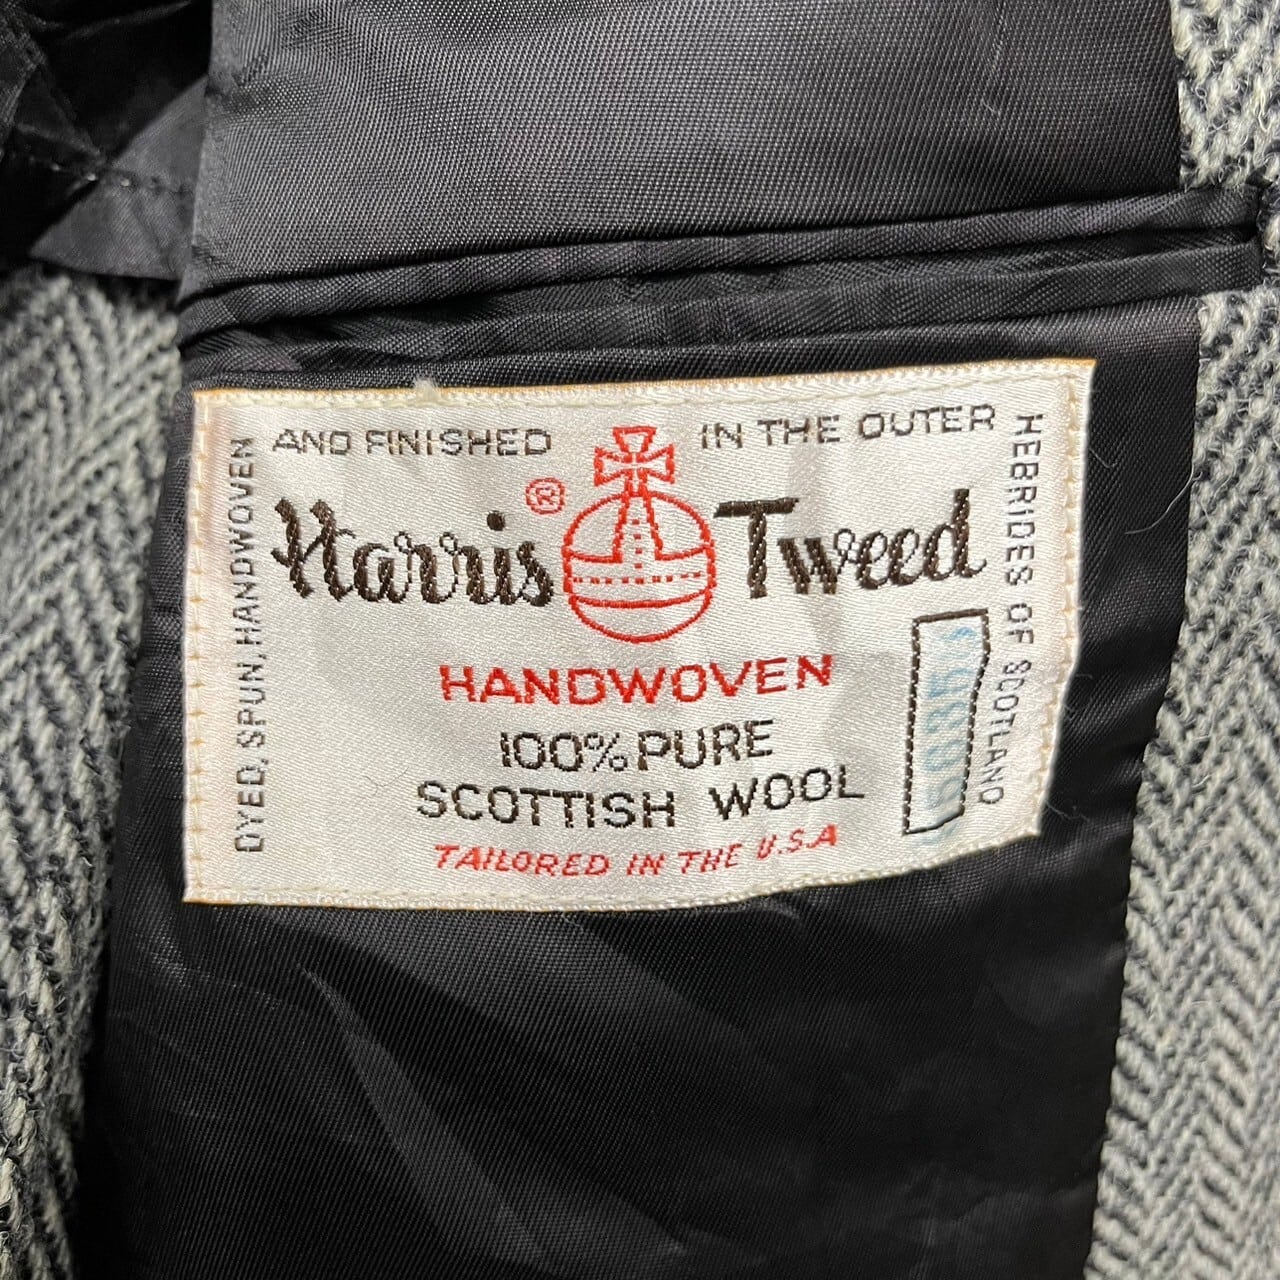 DYED, SPUN, HANDWOVEN
AND FINISHED
IN THE OUTER
HEBRIDES OF SCOTLAND
Harris ® Tweed
HANDWOVEN
100% PURE
SCOTTISH WOOL
TAILORED IN THE U.S.A